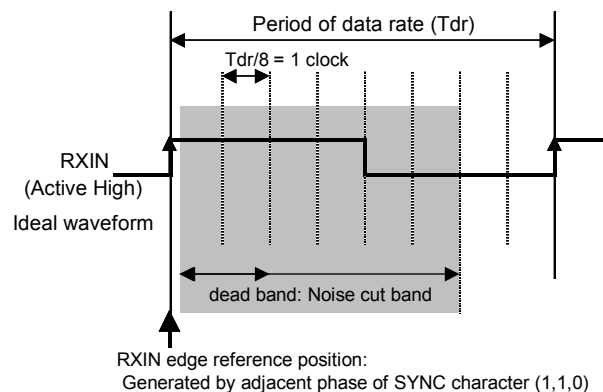 Period of data rate (Tdr)
Tdr/8 = 1 clock
RXIN
(Active High)
Ideal waveform
dead band: Noise cut band
RXIN edge reference position:
Generated by adjacent phase of SYNC character (1,1,0)